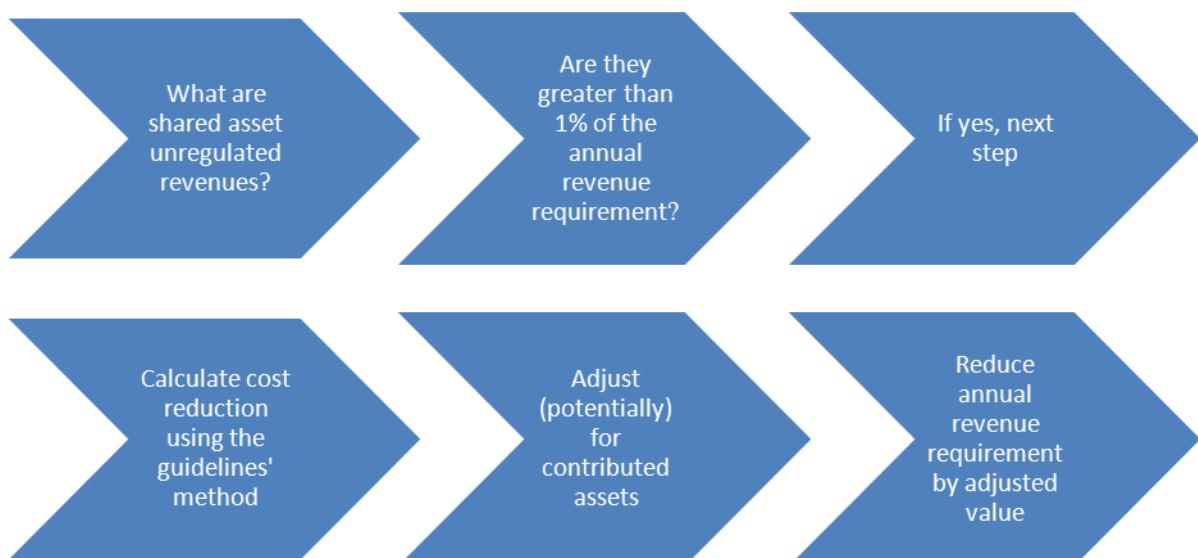 What are
shared asset
unregulated
revenues?
Are they
greater than
1% of the
annual
revenue
requirement?
If yes, next
step
Calculate cost
reduction
using the
guidelines'
method
Adjust
(potentially)
for
contributed
assets
Reduce
annual
revenue
requirement
by adjusted
value